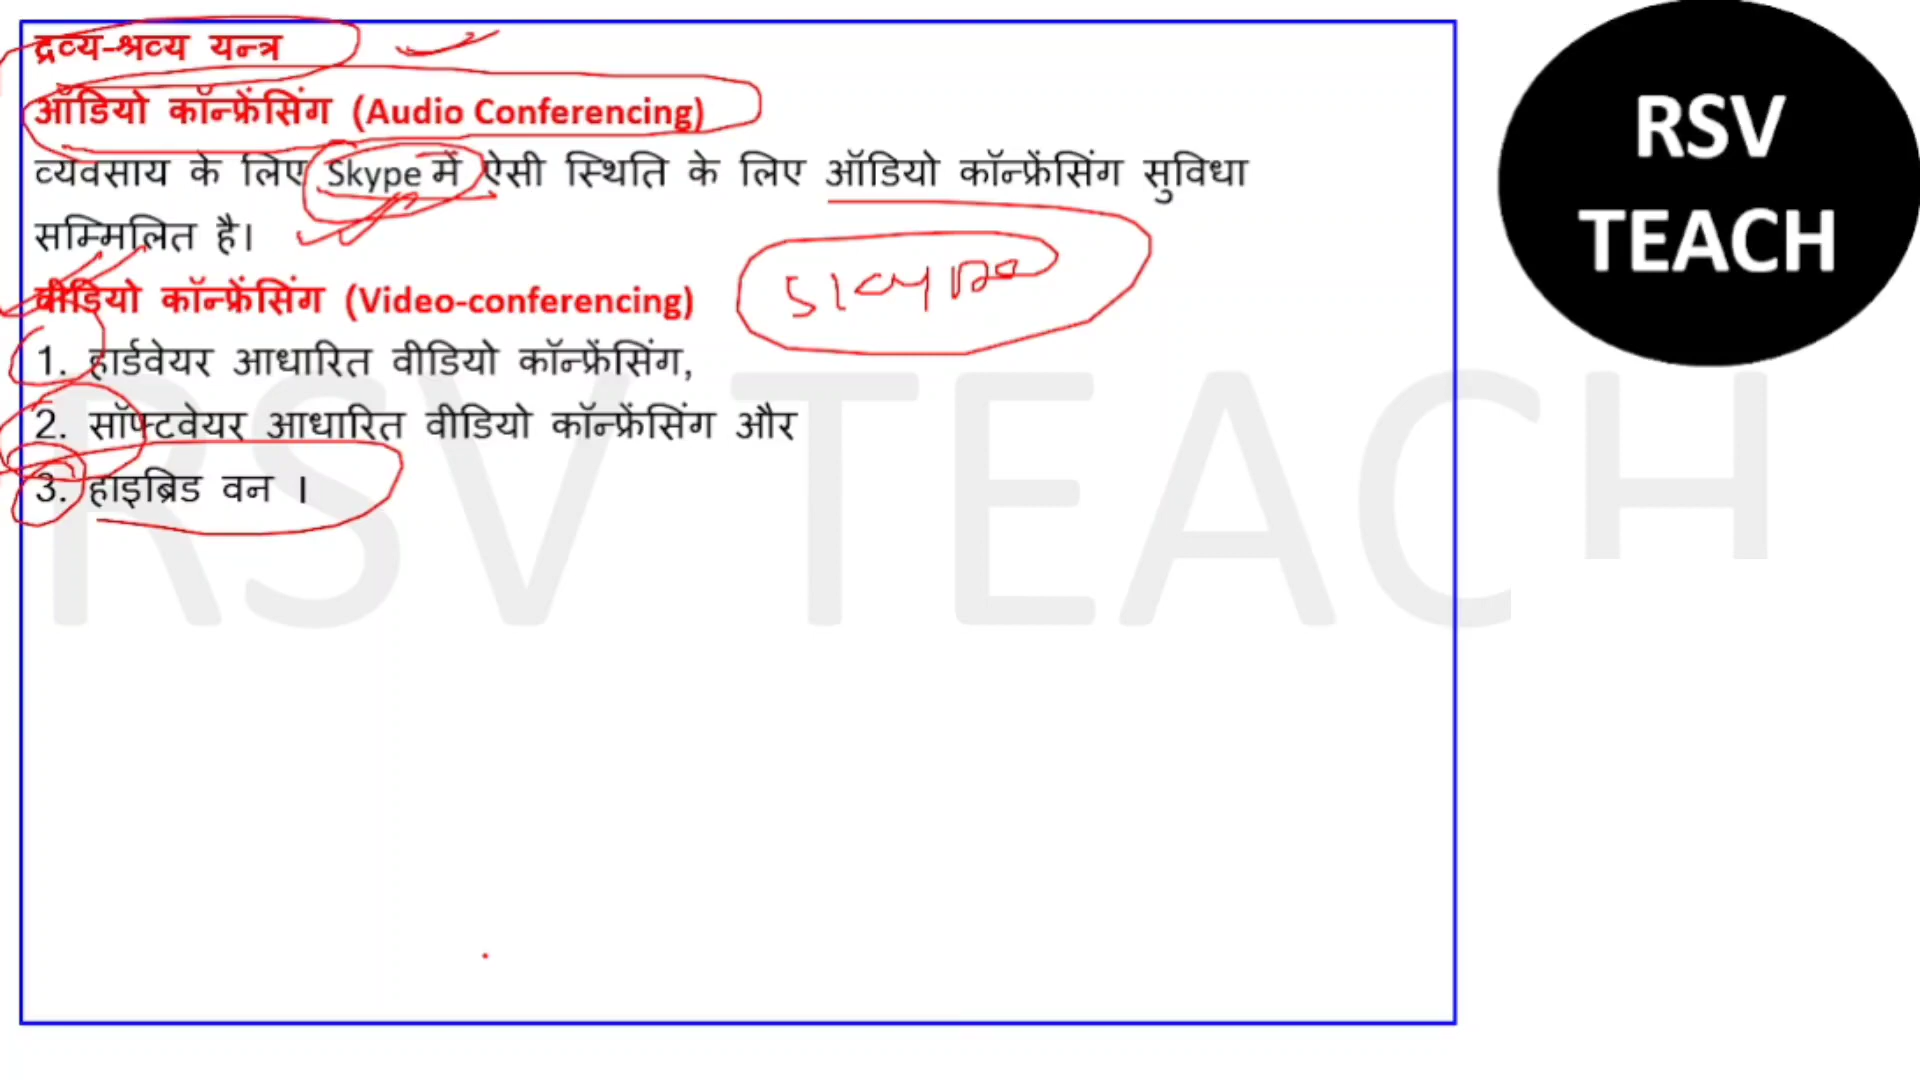 द्रव्य-श्रव्य यन्त्र
ऑडियो कॉन्फ्रेंसिंग (Audio Conferencing)
व्यवसाय के लिए Skype में ऐसी स्थिति के लिए ऑडियो कॉन्फ्रेंसिंग सुविधा
सम्मिलित है।
वीडियो कॉन्फ्रेंसिंग (Video-conferencing)
Skype
1. हार्डवेयर आधारित वीडियो कॉन्फ्रेंसिंग,
2. सॉफ्टवेयर आधारित वीडियो कॉन्फ्रेंसिंग और
3. हाइब्रिड वन ।
RSV TEACH
RSV
TEACH